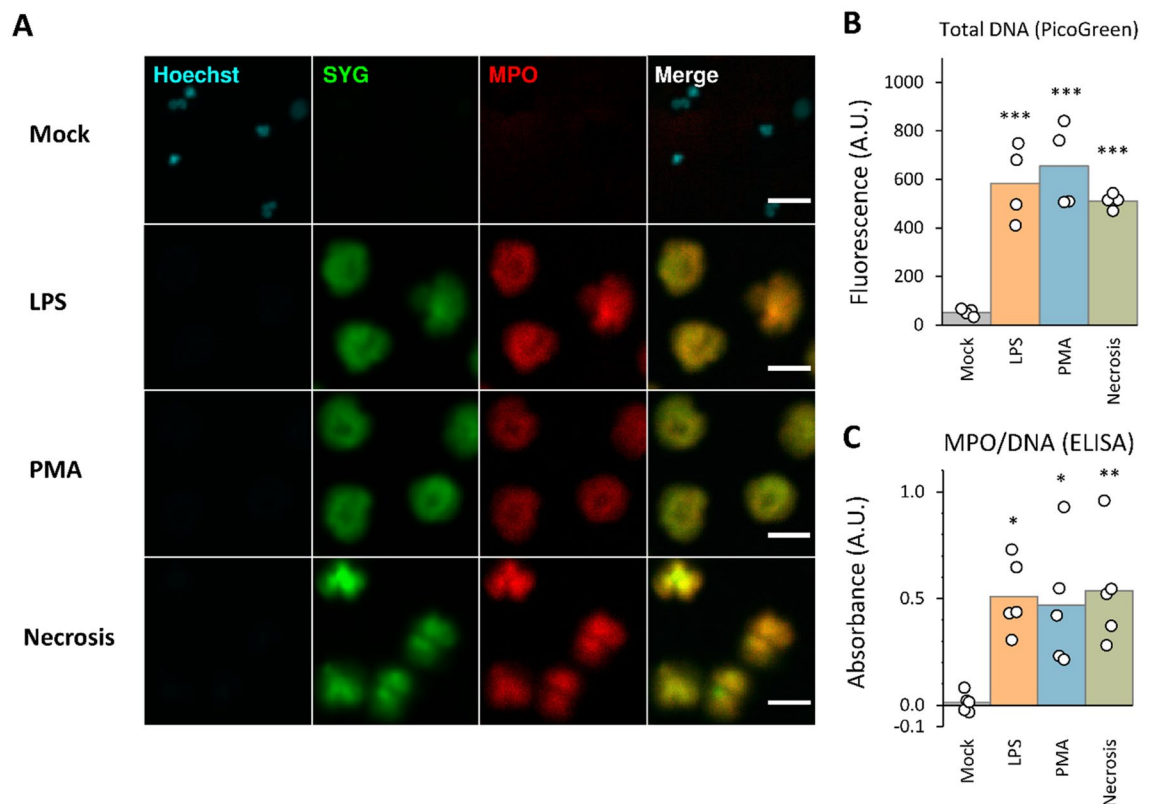 A
Hoechst SYG MPO Merge
Mock
LPS
PMA
Necrosis
B
Total DNA (PicoGreen)
Fluorescence (A.U.)
1000
800
600
400
200
0
***
***
***
Mock
LPS
PMA
Necrosis
C
MPO/DNA (ELISA)
Absorbance (A.U.)
1.0
0.5
0.0
-0.1
*
*
**
Mock
LPS
PMA
Necrosis